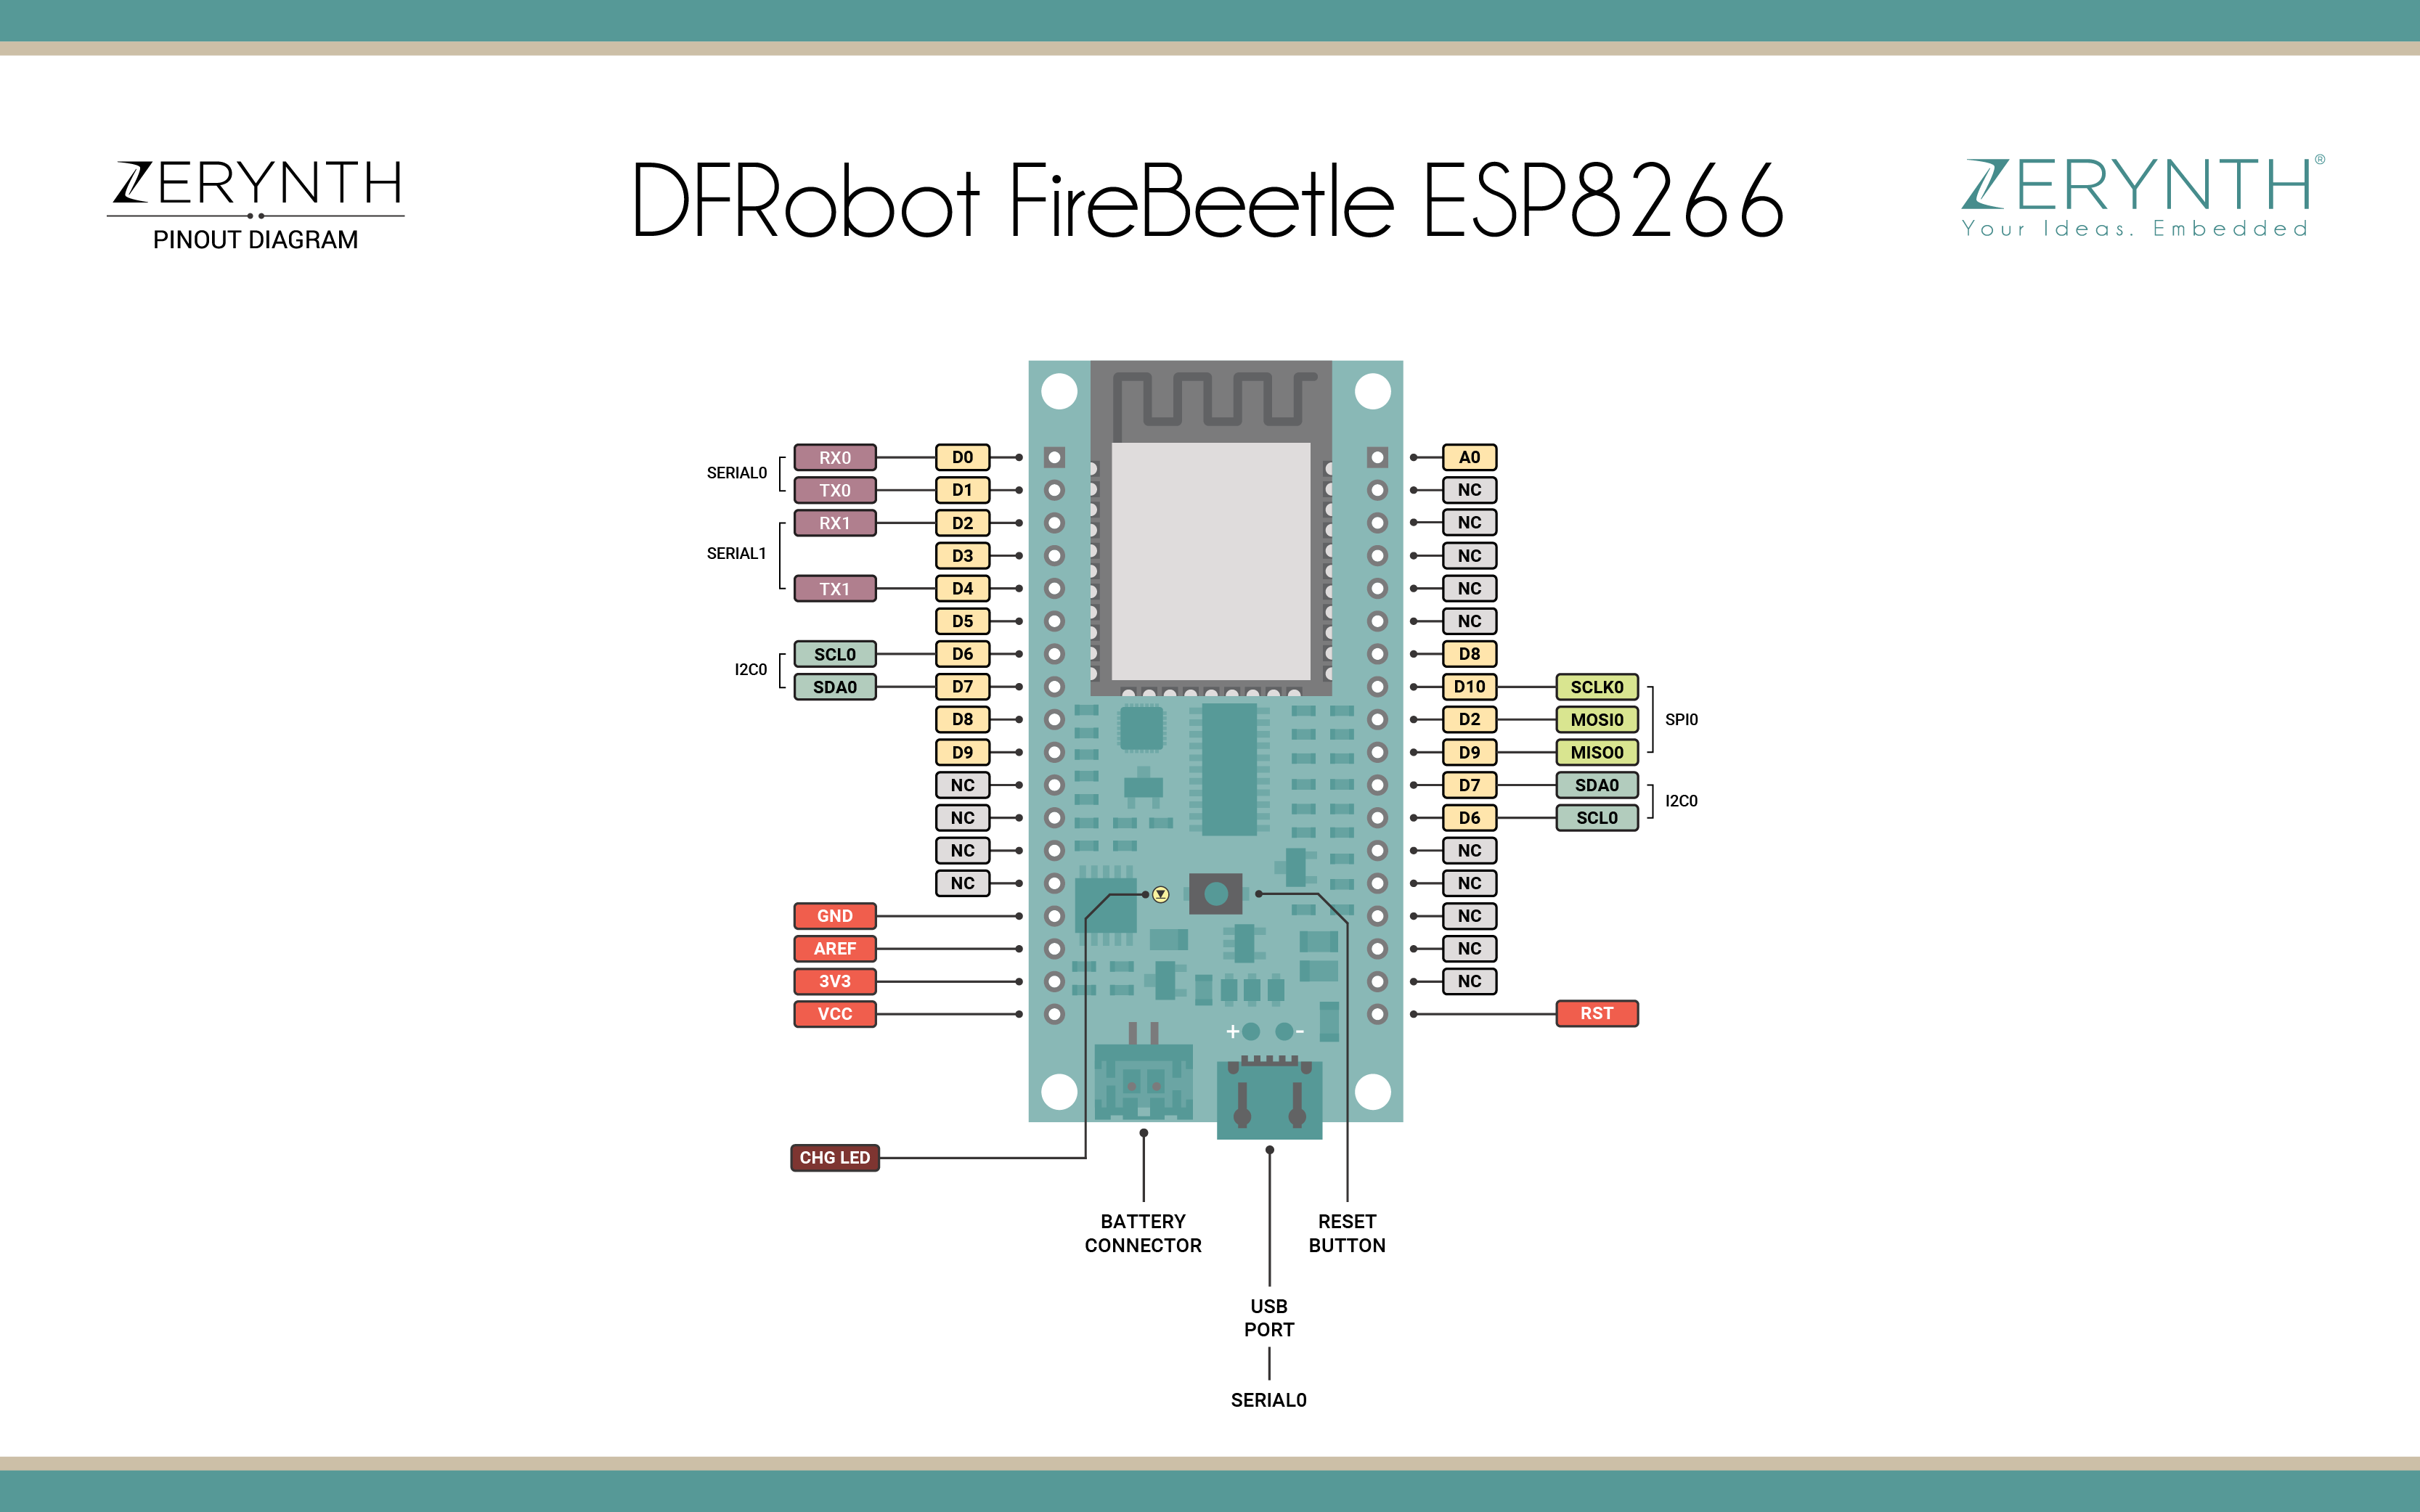 ZERYNTH
PINOUT DIAGRAM
DFRobot FireBeetle ESP8266
ZERYNTH®
Your Ideas. Embedded
SERIAL0
RX0 D0
TX0 D1
SERIAL1
RX1 D2
D3
TX1 D4
D5
I2C0
SCL0 D6
SDA0 D7
D8
D9
NC
NC
NC
NC
GND
AREF
3V3
VCC
A0
NC
NC
NC
NC
NC
D8
D10 SCLK0
D2 MOSI0
D9 MISO0
SPI0
D7 SDA0
D6 SCL0
I2C0
NC
NC
NC
NC
NC
RST
+ -
CHG LED
BATTERY
CONNECTOR
RESET
BUTTON
USB
PORT
SERIAL0